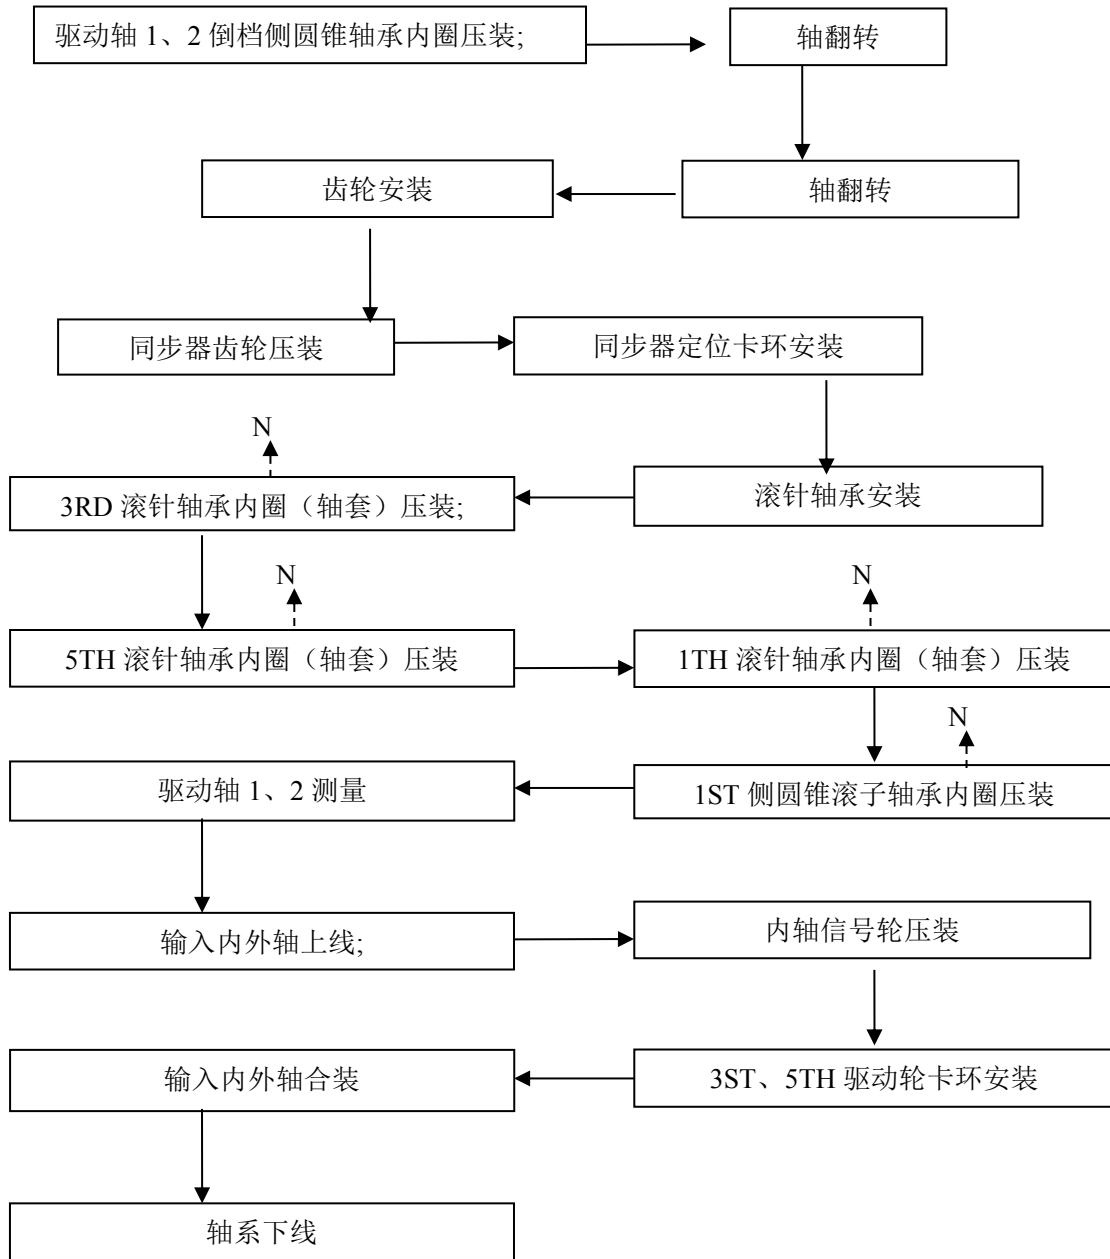 驱动轴 1、2 倒档侧圆锥轴承内圈压装;
轴翻转
齿轮安装
轴翻转
同步器齿轮压装
同步器定位卡环安装
N
3RD 滚针轴承内圈（轴套）压装;
滚针轴承安装
N
N
5TH 滚针轴承内圈（轴套）压装
1TH 滚针轴承内圈（轴套）压装
N
驱动轴 1、2 测量
1ST 侧圆锥滚子轴承内圈压装
输入内外轴上线;
内轴信号轮压装
输入内外轴合装
3ST、5TH 驱动轮卡环安装
轴系下线